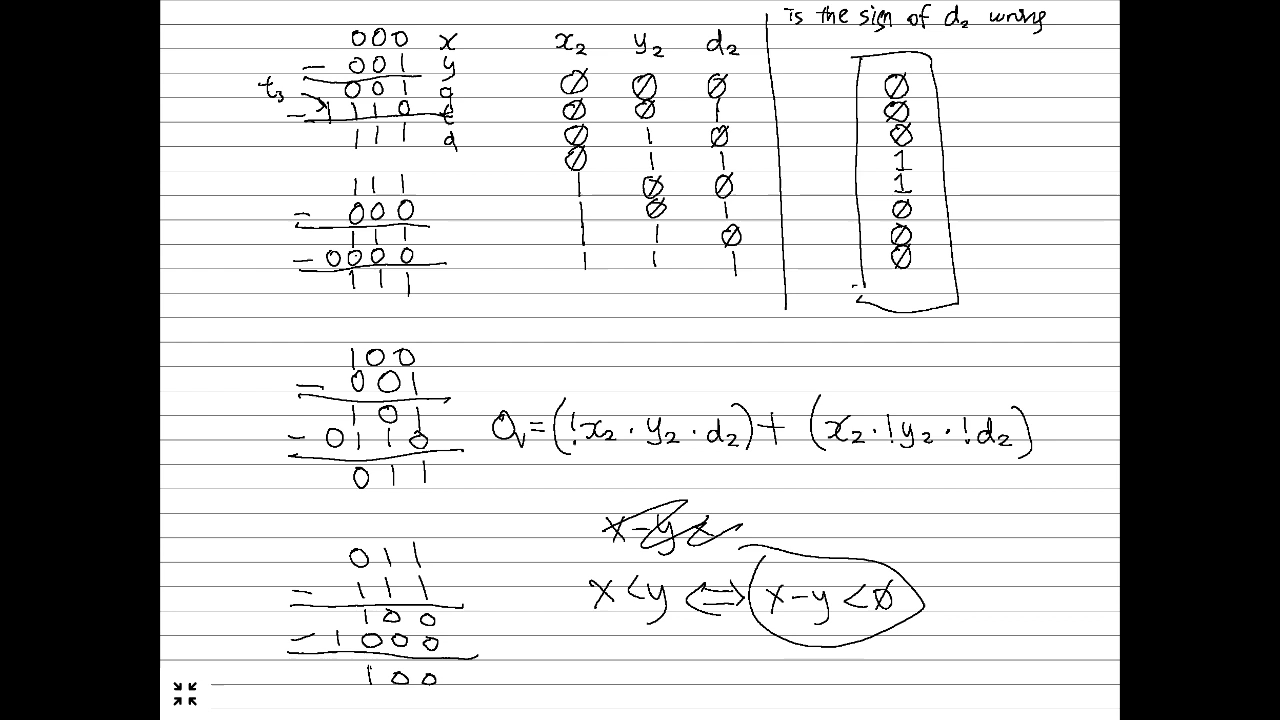 is the sign of d₂ wrong
000 x
- 001 y
001 a
t₃
- 1110 t
111 d
x₂ y₂ d₂
0 0 0 0
0 0 1 0
0 1 0 0
0 1 1 1
1 0 0 1
1 0 1 0
1 1 0 0
1 1 1 0
111
- 000
111
- 0000
111
100
- 001
101
- 0110
011
Ov = (!x₂ · y₂ · d₂) + (x₂ · !y₂ · !d₂)
x - y <
x < y ⇔ x - y < 0
011
- 111
100
- 1000
100